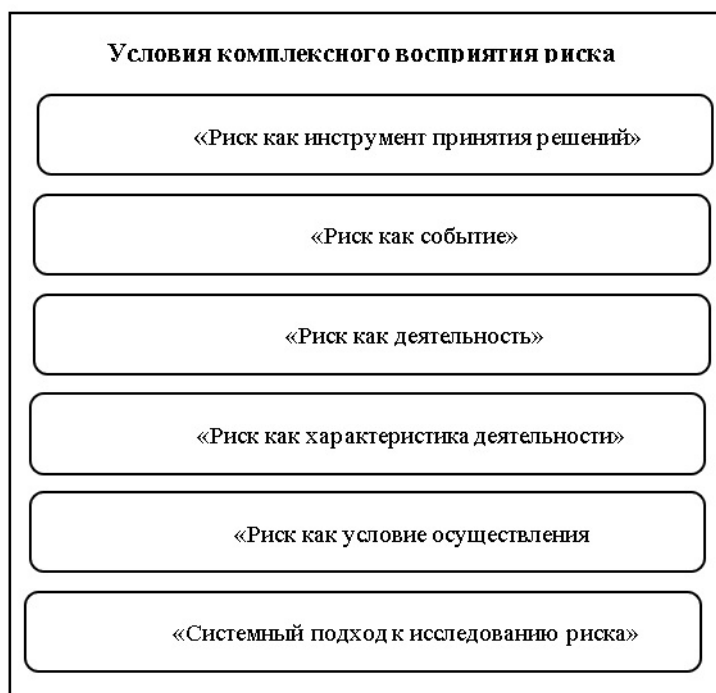 Условия комплексного восприятия риска
«Риск как инструмент принятия решений»
«Риск как событие»
«Риск как деятельность»
«Риск как характеристика деятельности»
«Риск как условие осуществления
«Системный подход к исследованию риска»